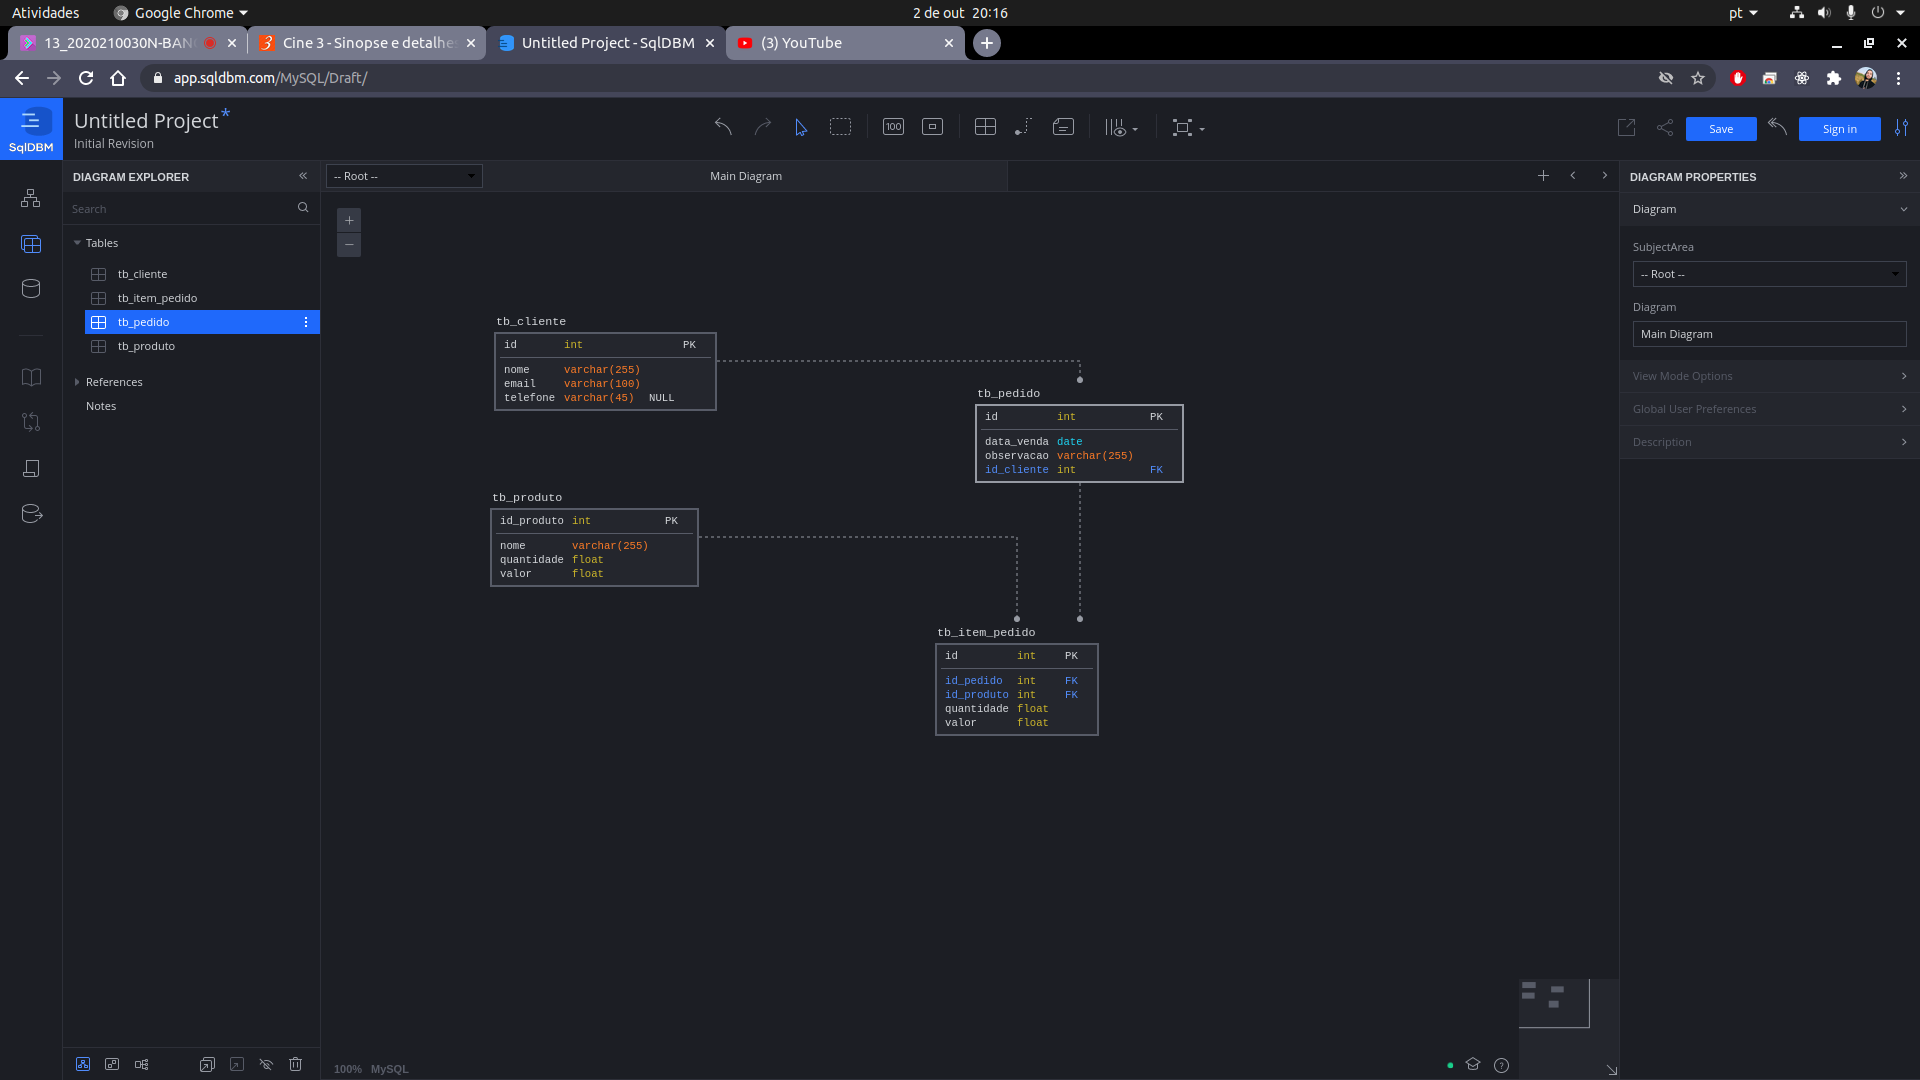 Atividades
Google Chrome
2 de out 20:16
pt
13_2020210030N-BAN
Cine 3 - Sinopse e detalhes
Untitled Project - SqlDBM
(3) YouTube
app.sqldbm.com/MySQL/Draft/
SqlDBM
Untitled Project*
Initial Revision
100
Save
Sign in
DIAGRAM EXPLORER
-- Root --
Main Diagram
DIAGRAM PROPERTIES
Search
Tables
tb_cliente
tb_item_pedido
tb_pedido
tb_produto
References
Notes
Diagram
SubjectArea
-- Root --
Diagram
Main Diagram
View Mode Options
Global User Preferences
Description
tb_cliente
id int PK
nome varchar(255)
email varchar(100)
telefone varchar(45) NULL
tb_pedido
id int PK
data_venda date
observacao varchar(255)
id_cliente int FK
tb_produto
id_produto int PK
nome varchar(255)
quantidade float
valor float
tb_item_pedido
id int PK
id_pedido int FK
id_produto int FK
quantidade float
valor float
100% MySQL